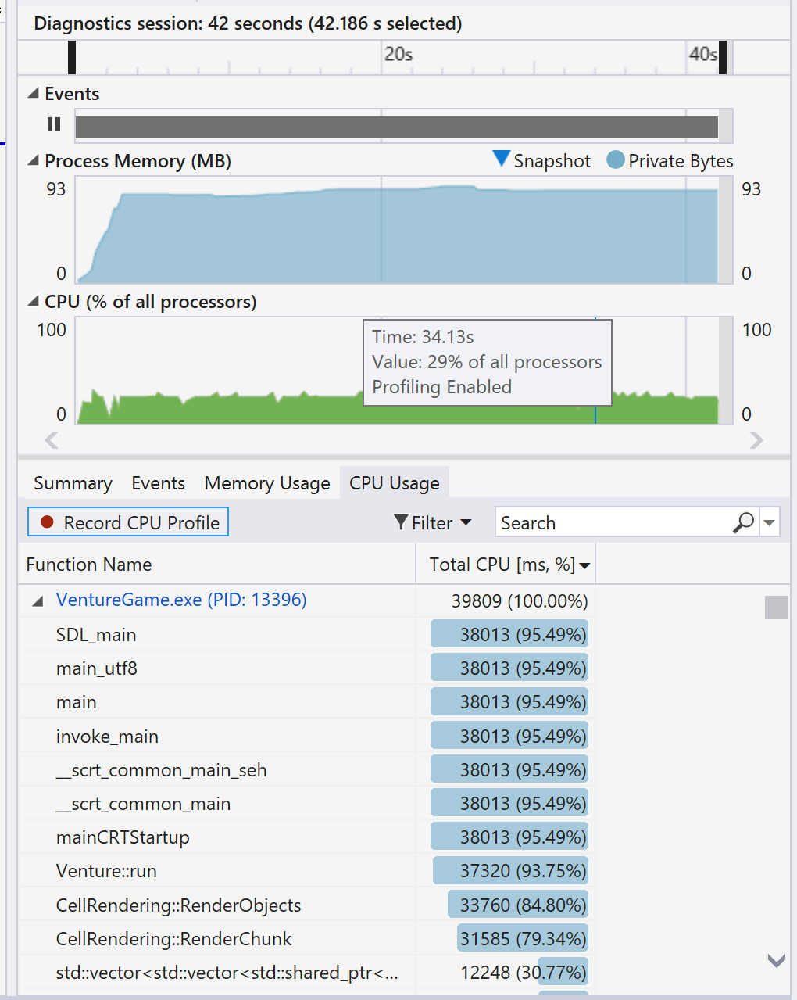 Diagnostics session: 42 seconds (42.186 s selected)
20s
40s
Events
Process Memory (MB)
Snapshot
Private Bytes
93
93
0
0
CPU (% of all processors)
100
100
Time: 34.13s
Value: 29% of all processors
Profiling Enabled
0
0
Summary Events Memory Usage CPU Usage
Record CPU Profile
Filter
Search
Function Name Total CPU [ms, %]
VentureGame.exe (PID: 13396) 39809 (100.00%)
SDL_main 38013 (95.49%)
main_utf8 38013 (95.49%)
main 38013 (95.49%)
invoke_main 38013 (95.49%)
__scrt_common_main_seh 38013 (95.49%)
__scrt_common_main 38013 (95.49%)
mainCRTStartup 38013 (95.49%)
Venture::run 37320 (93.75%)
CellRendering::RenderObjects 33760 (84.80%)
CellRendering::RenderChunk 31585 (79.34%)
std::vector<std::vector<std::shared_ptr<... 12248 (30.77%)